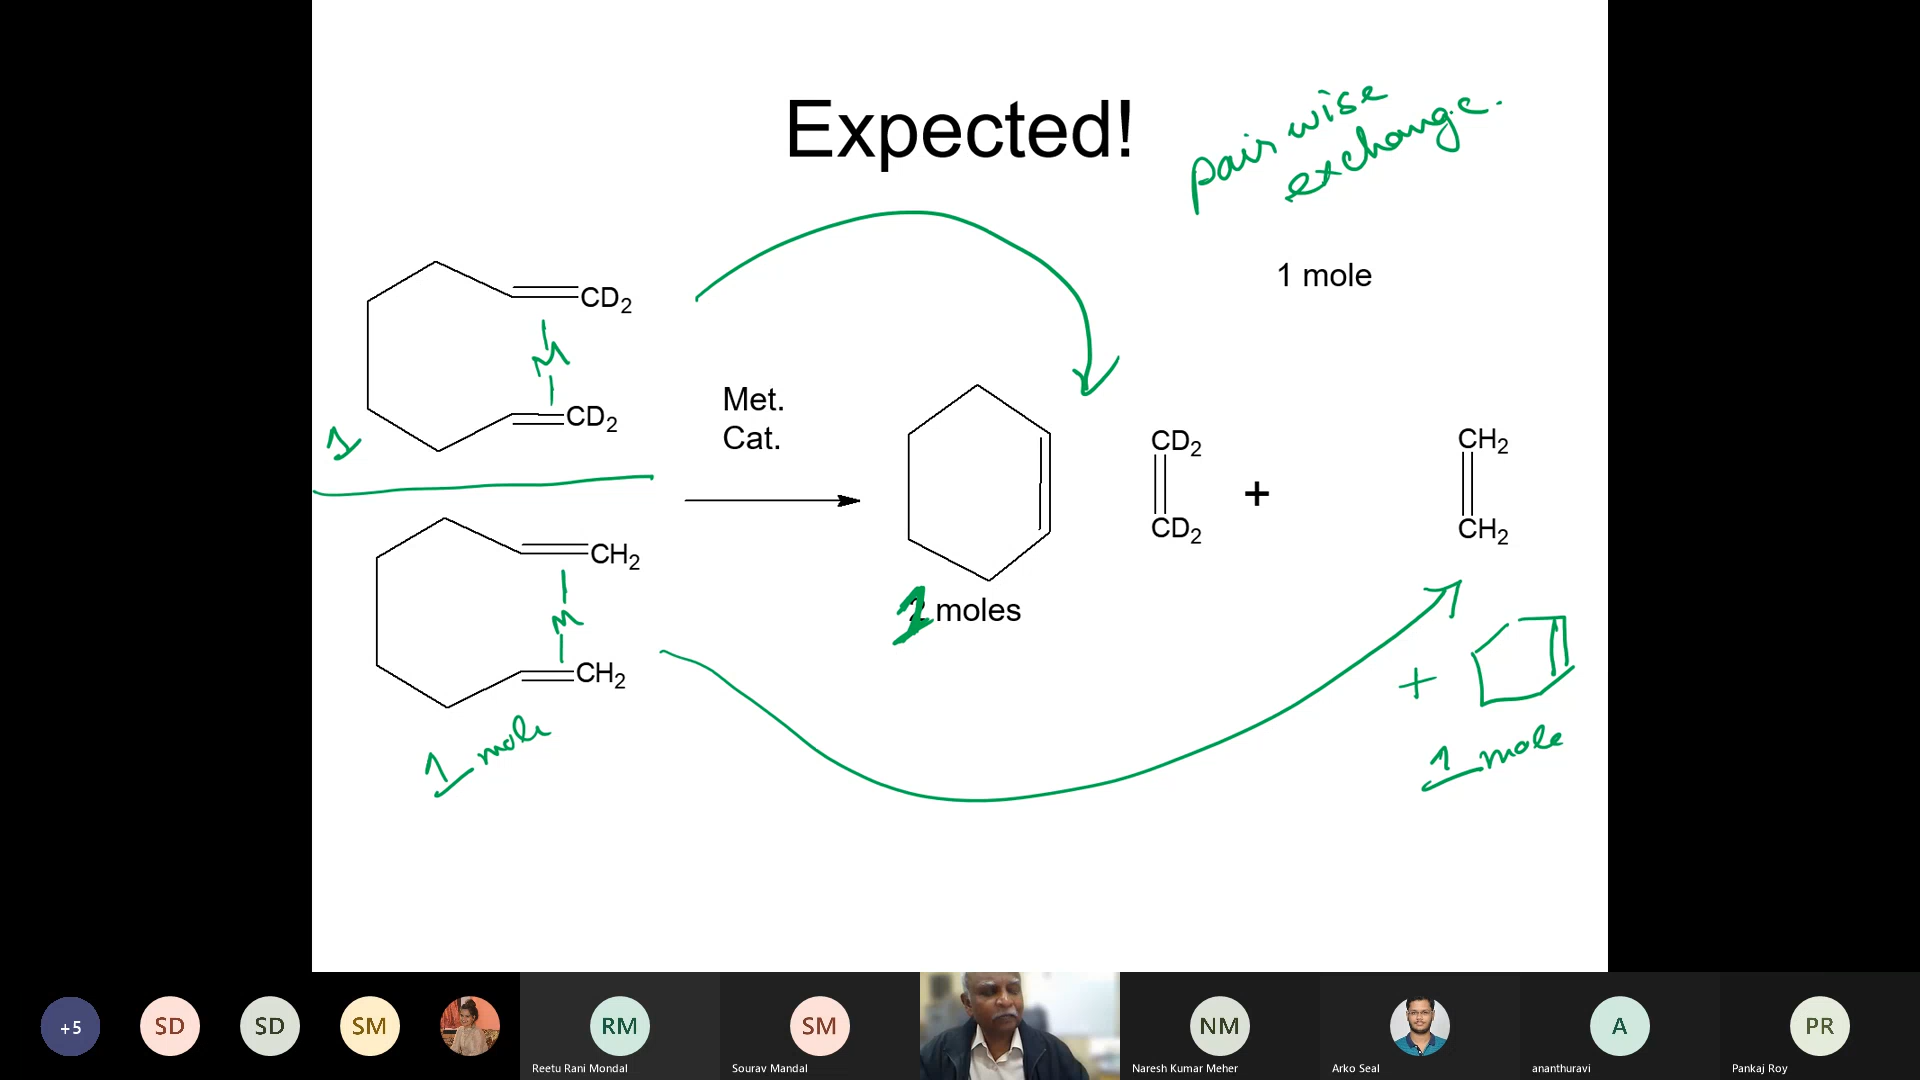 Expected!
pair wise
exchange.
1 mole
CD2
M
CD2
1
Met.
Cat.
CD2
CD2
+
CH2
CH2
CH2
M
CH2
1 mole
moles
+
1 mole
+5
SD
SD
SM
RM
Reetu Rani Mondal
SM
Sourav Mandal
NM
Naresh Kumar Meher
Arko Seal
A
ananthuravi
PR
Pankaj Roy